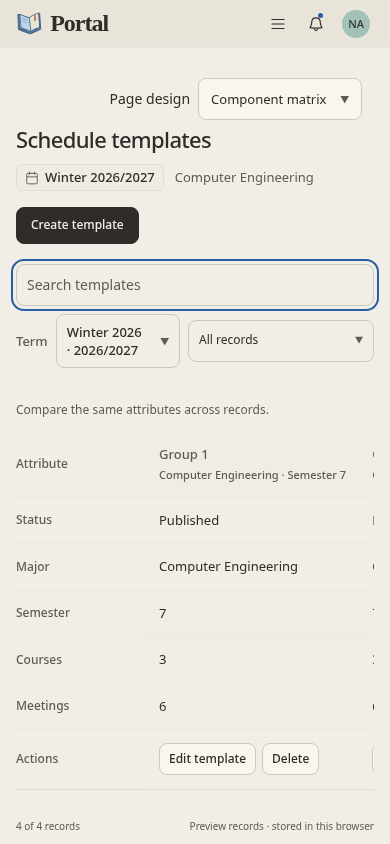 Portal
NA
Page design
Component matrix
Schedule templates
Winter 2026/2027
Computer Engineering
Create template
Search templates
Term
Winter 2026
· 2026/2027
All records
Compare the same attributes across records.
Attribute
Group 1
Computer Engineering · Semester 7
Status
Published
Major
Computer Engineering
Semester
7
Courses
3
Meetings
6
Actions
Edit template
Delete
4 of 4 records
Preview records · stored in this browser